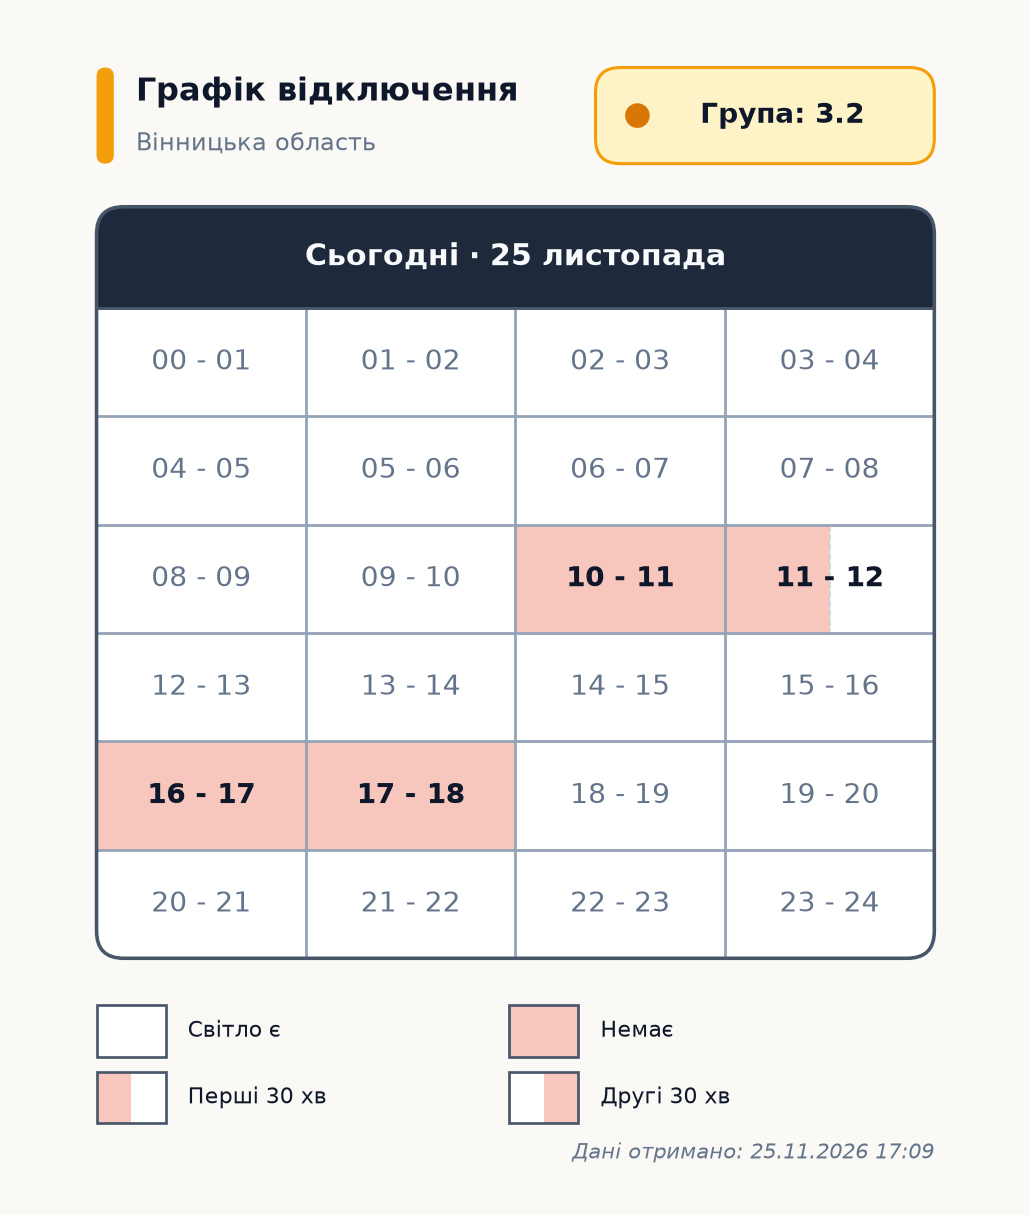 Графік відключення
Вінницька область
Група: 3.2
Сьогодні · 25 листопада
00 - 01 01 - 02 02 - 03 03 - 04
04 - 05 05 - 06 06 - 07 07 - 08
08 - 09 09 - 10 10 - 11 11 - 12
12 - 13 13 - 14 14 - 15 15 - 16
16 - 17 17 - 18 18 - 19 19 - 20
20 - 21 21 - 22 22 - 23 23 - 24
Світло є Немає
Перші 30 хв Другі 30 хв
Дані отримано: 25.11.2026 17:09